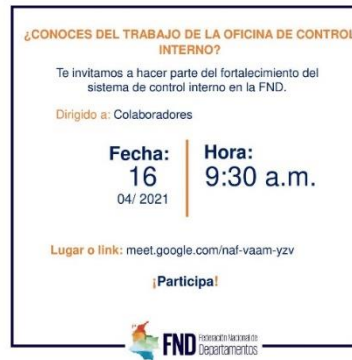 ¿CONOCES DEL TRABAJO DE LA OFICINA DE CONTROL
INTERNO?
Te invitamos a hacer parte del fortalecimiento del
sistema de control interno en la FND.
Dirigido a: Colaboradores
Fecha:
16
04/ 2021
Hora:
9:30 a.m.
Lugar o link: meet.google.com/naf-vaam-yzv
¡Participa!
FND Federación Nacional de
Departamentos